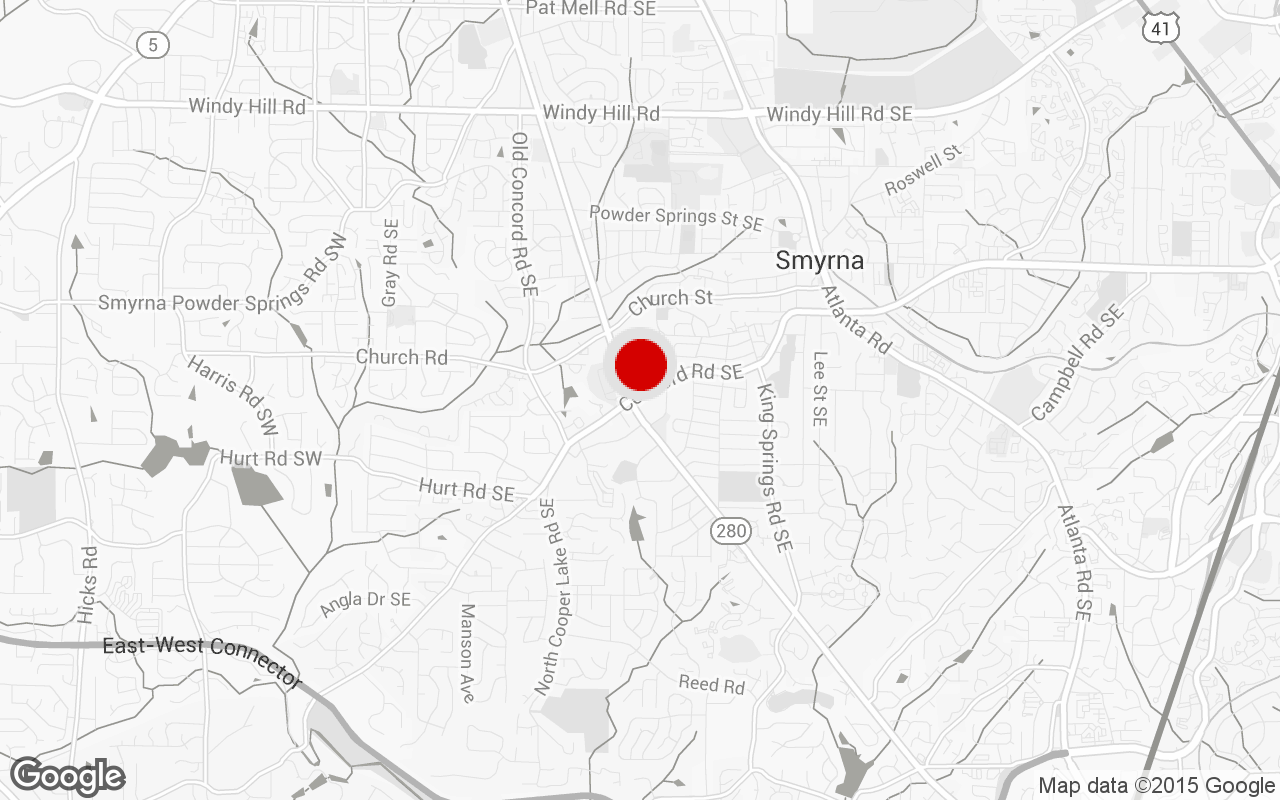 Pat Mell Rd SE
41
5
Windy Hill Rd
Windy Hill Rd
Windy Hill Rd SE
Old Concord Rd SE
Roswell St
Powder Springs St SE
Gray Rd SE
Smyrna
Smyrna Powder Springs Rd SW
Church St
Atlanta Rd
Church Rd
Harris Rd SW
Rd SE
Lee St SE
Campbell Rd SE
King Springs Rd SE
Hurt Rd SW
Hurt Rd SE
North Cooper Lake Rd SE
280
Atlanta Rd SE
Hicks Rd
Angla Dr SE
Manson Ave
East-West Connector
Reed Rd
Google
Map data ©2015 Google